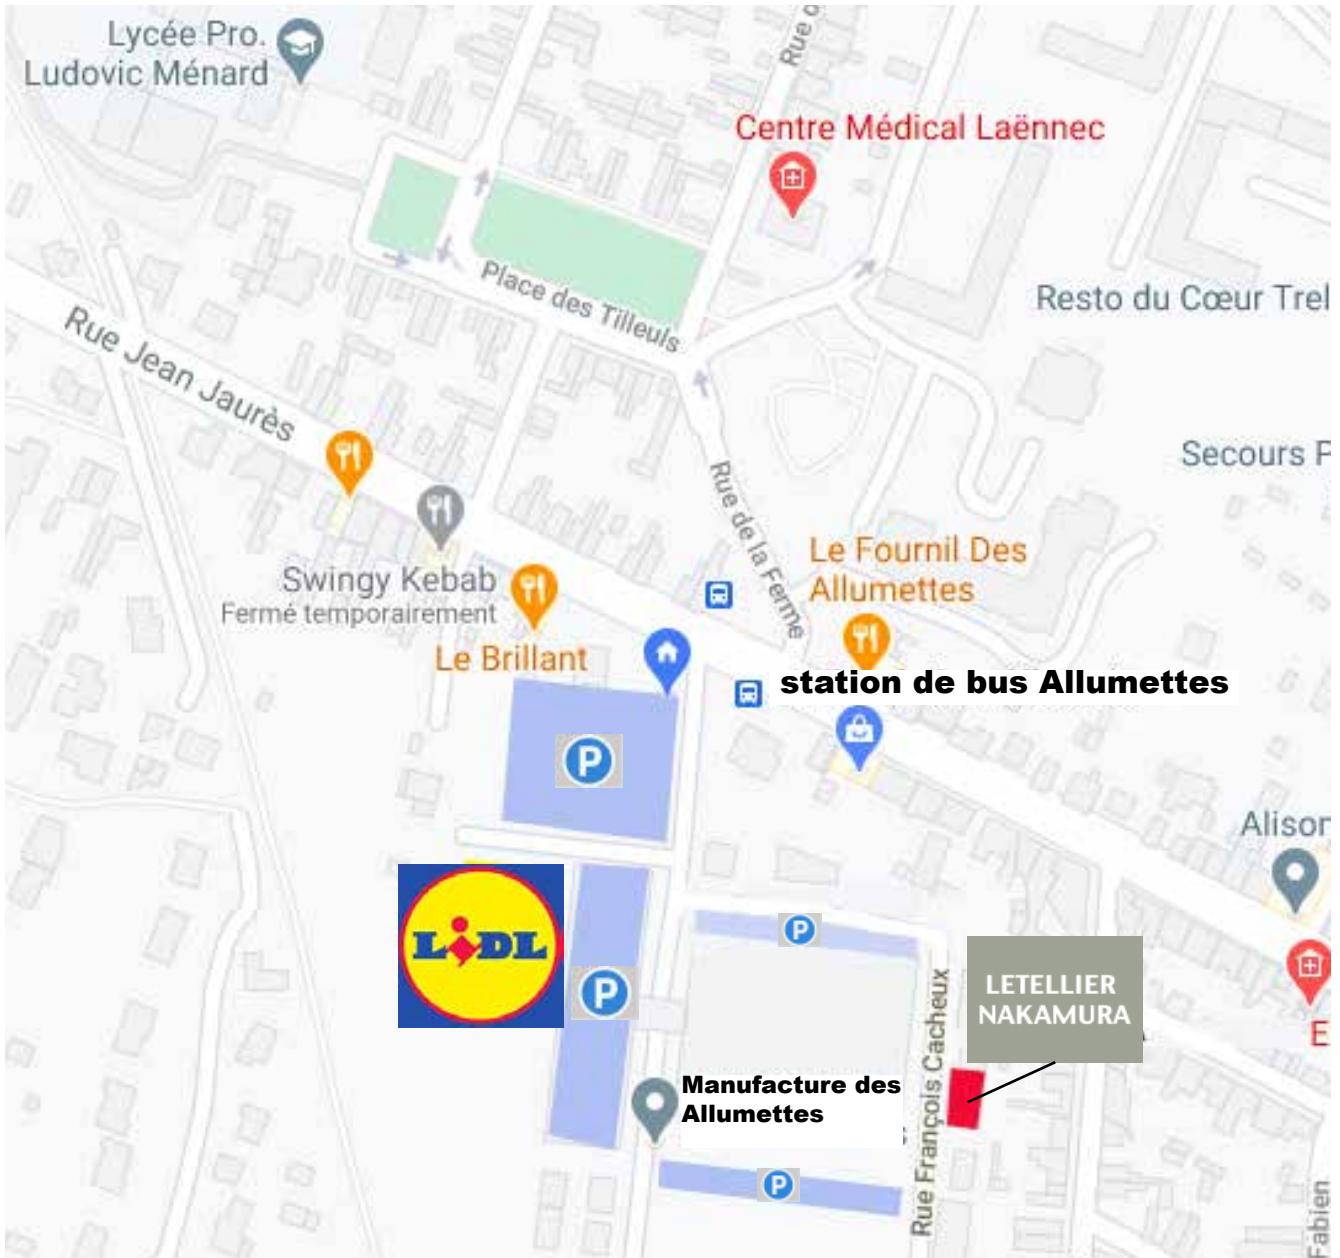 Lycée Pro.
Ludovic Ménard
Rue d
Centre Médical Laënnec
Place des Tilleuls
Resto du Cœur Trel
Rue Jean Jaurès
Secours P
Rue de la Ferme
Le Fournil Des
Allumettes
Swingy Kebab
Fermé temporairement
Le Brillant
station de bus Allumettes
P
Alison
LIDL
P
P
LETELLIER
NAKAMURA
E
Rue François Cacheux
Manufacture des
Allumettes
P
Fabien